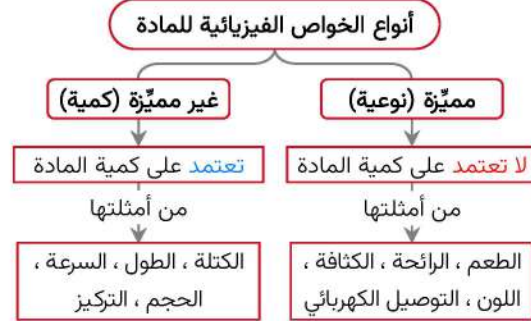 أنواع الخواص الفيزيائية للمادة
مميِّزة (نوعية)
غير مميِّزة (كمية)
لا تعتمد على كمية المادة
تعتمد على كمية المادة
من أمثلتها
من أمثلتها
الطعم ، الرائحة ، الكثافة ،
اللون ، التوصيل الكهربائي
الكتلة ، الطول ، السرعة ،
الحجم ، التركيز